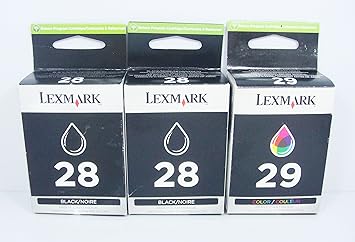 28
LEXMARK
28
BLACK/NOIRE
28
LEXMARK
28
BLACK/NOIRE
29
LEXMARK
29
COLOR/COULEUR